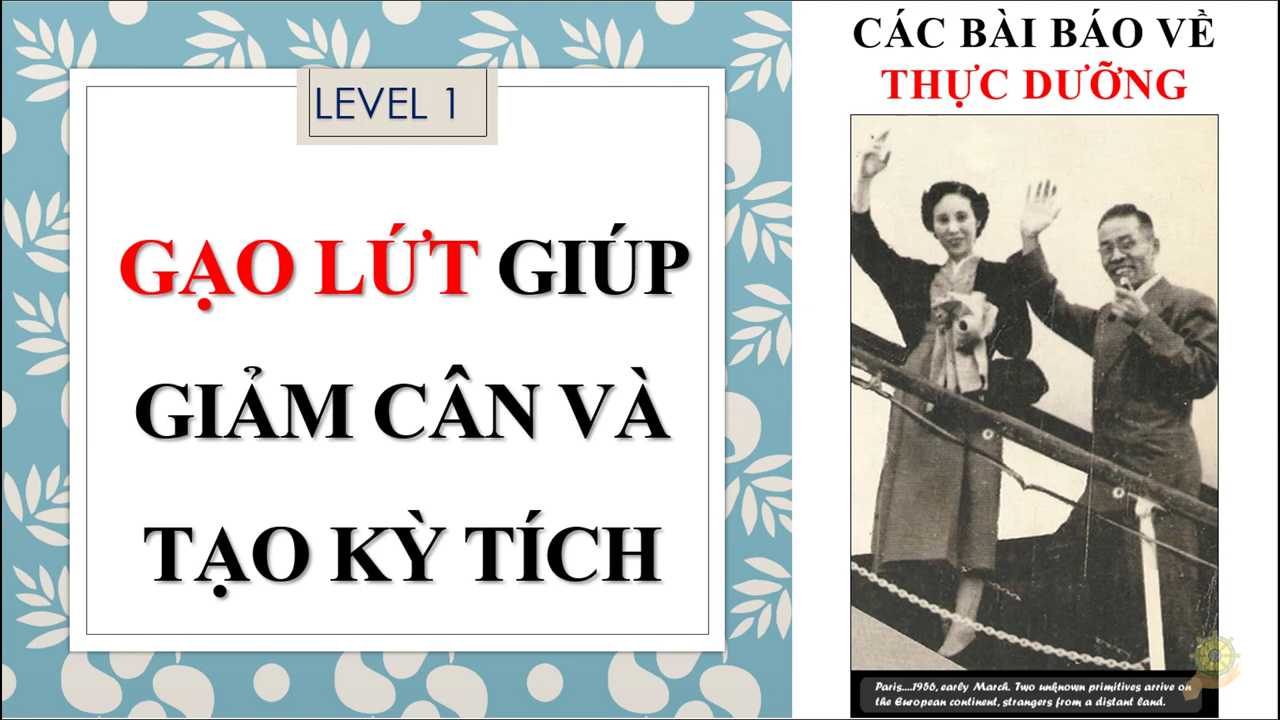 LEVEL 1
GẠO LỨT GIÚP
GIẢM CÂN VÀ
TẠO KỲ TÍCH
CÁC BÀI BÁO VỀ
THỰC DƯỠNG
Paris....1956, early March. Two unknown primitives arrive on
the European continent, strangers from a distant land.